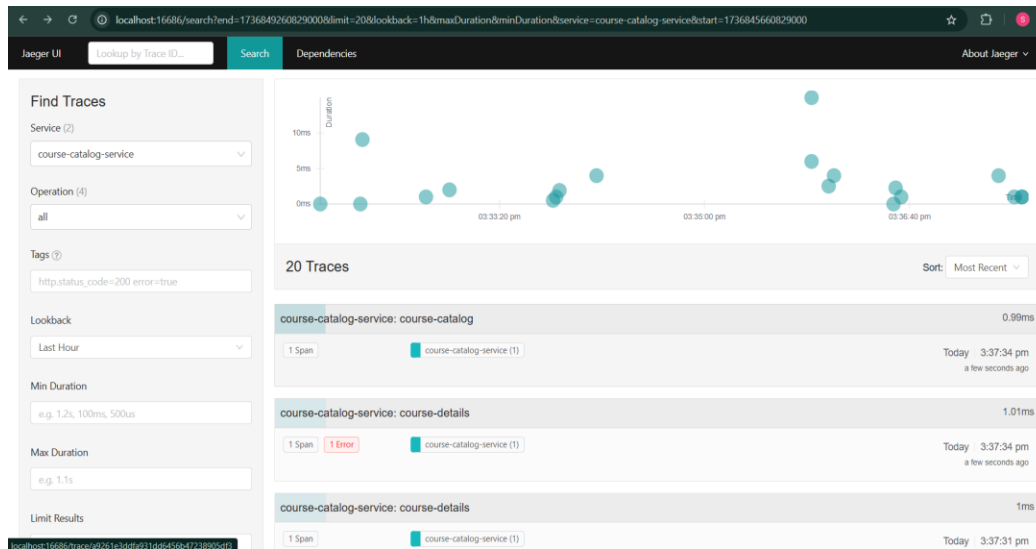 localhost:16686/search?end=1736849260829000&limit=20&lookback=1h&maxDuration&minDuration&service=course-catalog-service&start=1736845660829000
S
Jaeger UI
Lookup by Trace ID...
Search
Dependencies
About Jaeger
Find Traces
Service (2)
course-catalog-service
Operation (4)
all
Tags
http.status_code=200 error=true
Lookback
Last Hour
Min Duration
e.g. 1.2s, 100ms, 500us
Max Duration
e.g. 1.1s
Limit Results
localhost:16686/trace/a9261e3ddfa931dd6456b47238905df3
Duration
10ms
5ms
0ms
03:33:20 pm
03:35:00 pm
03:36:40 pm
20 Traces
Sort: Most Recent
course-catalog-service: course-catalog 0.99ms
1 Span course-catalog-service (1) Today 3:37:34 pm
a few seconds ago
course-catalog-service: course-details 1.01ms
1 Span 1 Error course-catalog-service (1) Today 3:37:34 pm
a few seconds ago
course-catalog-service: course-details 1ms
1 Span course-catalog-service (1) Today 3:37:31 pm